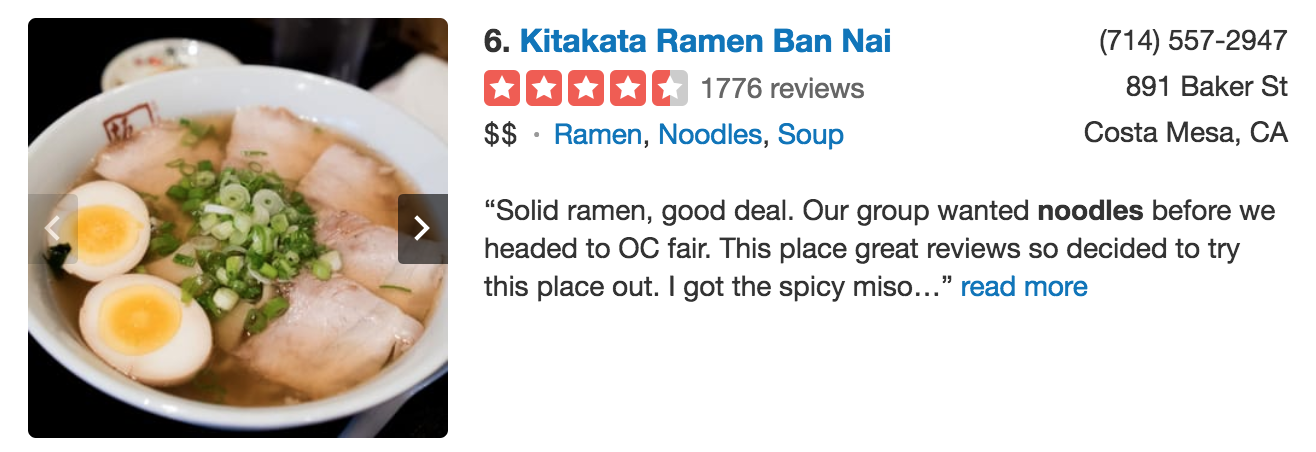 6. Kitakata Ramen Ban Nai
1776 reviews
$$ · Ramen, Noodles, Soup
(714) 557-2947
891 Baker St
Costa Mesa, CA
“Solid ramen, good deal. Our group wanted noodles before we
headed to OC fair. This place great reviews so decided to try
this place out. I got the spicy miso…” read more